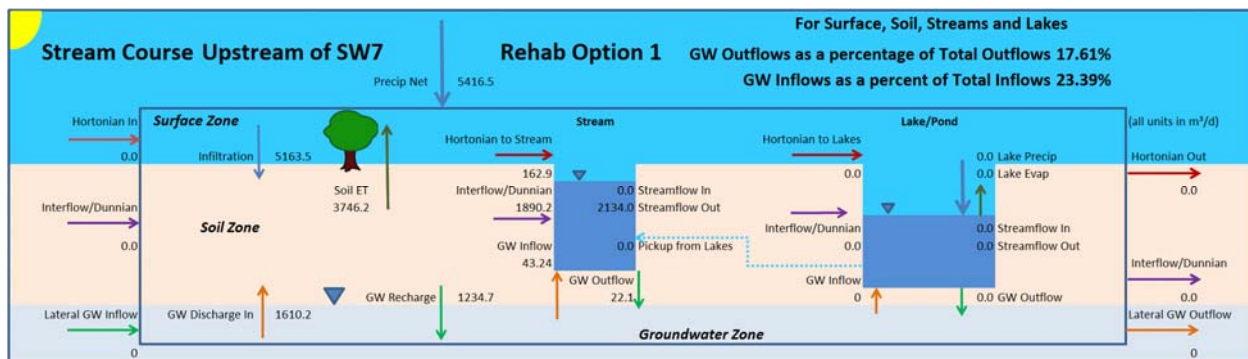 For Surface, Soil, Streams and Lakes
Stream Course Upstream of SW7
Rehab Option 1
GW Outflows as a percentage of Total Outflows 17.61%
GW Inflows as a percent of Total Inflows 23.39%
Precip Net 5416.5
Hortonian In
0.0
Surface Zone
Stream
Lake/Pond
(all units in m³/d)
Infiltration 5163.5
Hortonian to Stream
162.9
Hortonian to Lakes
0.0
0.0 Lake Precip
0.0 Lake Evap
Hortonian Out
0.0
Soil ET
3746.2
Interflow/Dunnian
1890.2
0.0 Streamflow In
2134.0 Streamflow Out
Interflow/Dunnian
0.0
Soil Zone
Interflow/Dunnian
0.0
0.0 Streamflow In
0.0 Streamflow Out
GW Inflow
43.24
0.0 Pickup from Lakes
Interflow/Dunnian
0.0
GW Outflow
22.1
GW Inflow
0
0.0 GW Outflow
GW Recharge 1234.7
Lateral GW Inflow
0
GW Discharge In 1610.2
Groundwater Zone
Lateral GW Outflow
0